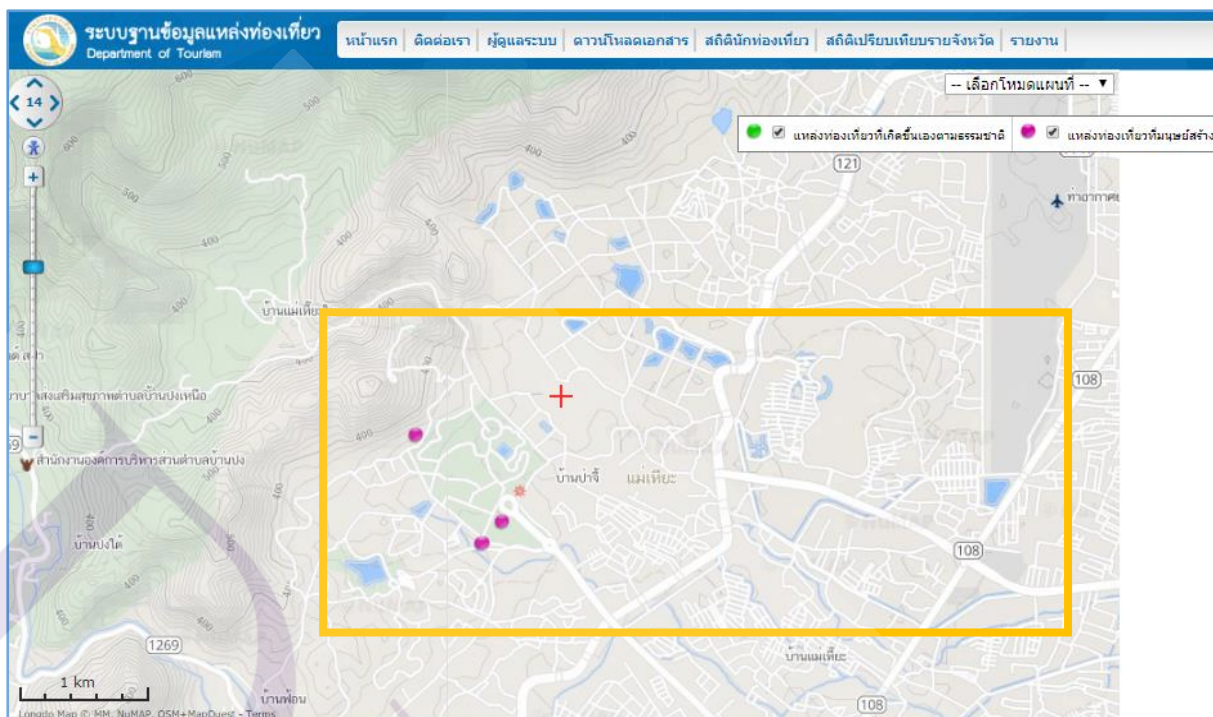 ระบบฐานข้อมูลแหล่งท่องเที่ยว
Department of Tourism
หน้าแรก
ติดต่อเรา
ผู้ดูแลระบบ
ดาวน์โหลดเอกสาร
สถิตินักท่องเที่ยว
สถิติเปรียบเทียบรายจังหวัด
รายงาน
14
600
500
-- เลือกโหมดแผนที่ --
แหล่งท่องเที่ยวที่เกิดขึ้นเองตามธรรมชาติ
แหล่งท่องเที่ยวที่มนุษย์สร้าง
121
500
400
500
400
400
400
400
108
400
สำนักงานองค์การบริหารส่วนตำบลบ้านปง
บ้านป่าจี้
แม่เหียะ
400
400
บ้านปงใต้
108
400
1269
400
บ้านแม่เหียะ
1 km
บ้านฟ่อน
108
Longdo Map © MM, NuMAP, OSM+MapQuest - Terms